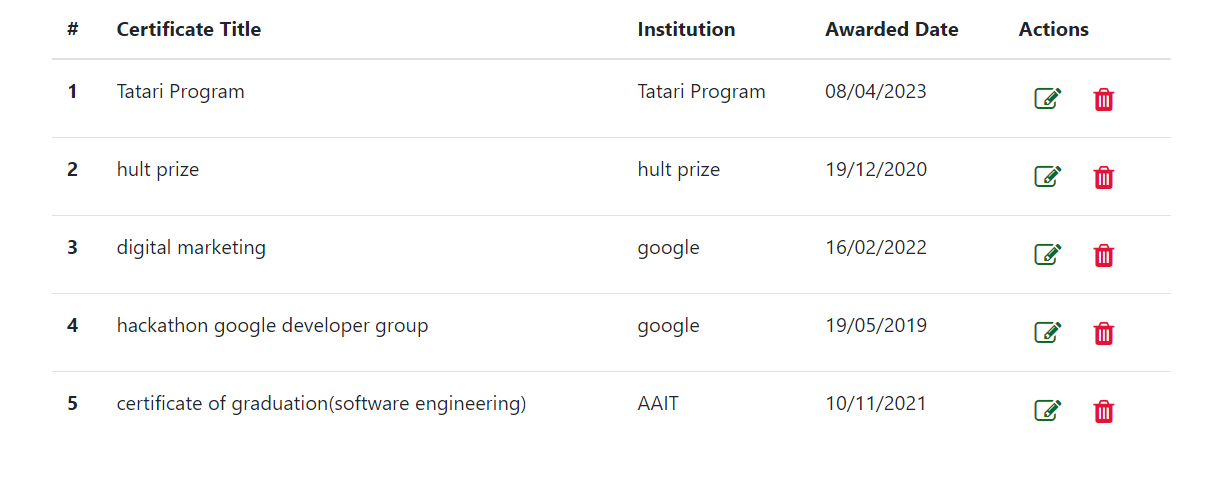 # Certificate Title Institution Awarded Date Actions
1 Tatari Program Tatari Program 08/04/2023
2 hult prize hult prize 19/12/2020
3 digital marketing google 16/02/2022
4 hackathon google developer group google 19/05/2019
5 certificate of graduation(software engineering) AAIT 10/11/2021